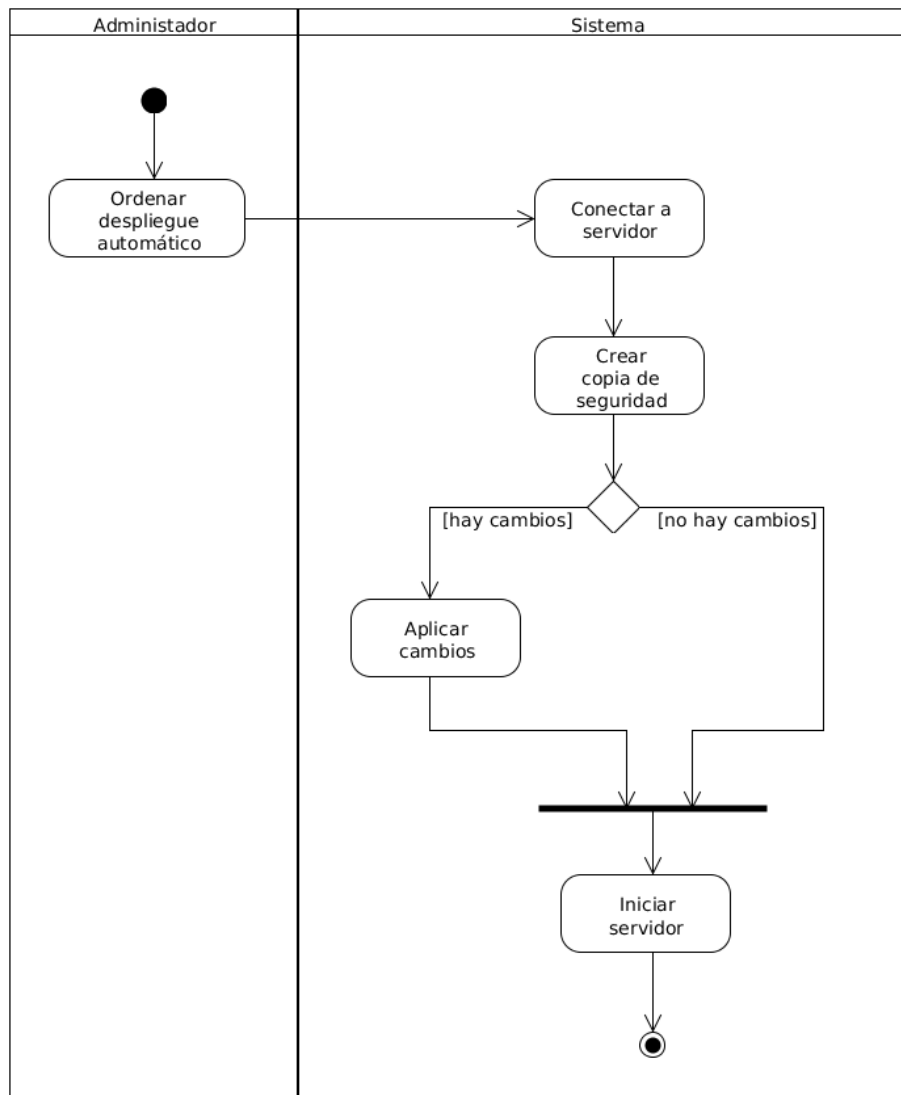 Administador
Sistema
Ordenar
despliegue
automático
Conectar a
servidor
Crear
copia de
seguridad
[hay cambios]
[no hay cambios]
Aplicar
cambios
Iniciar
servidor